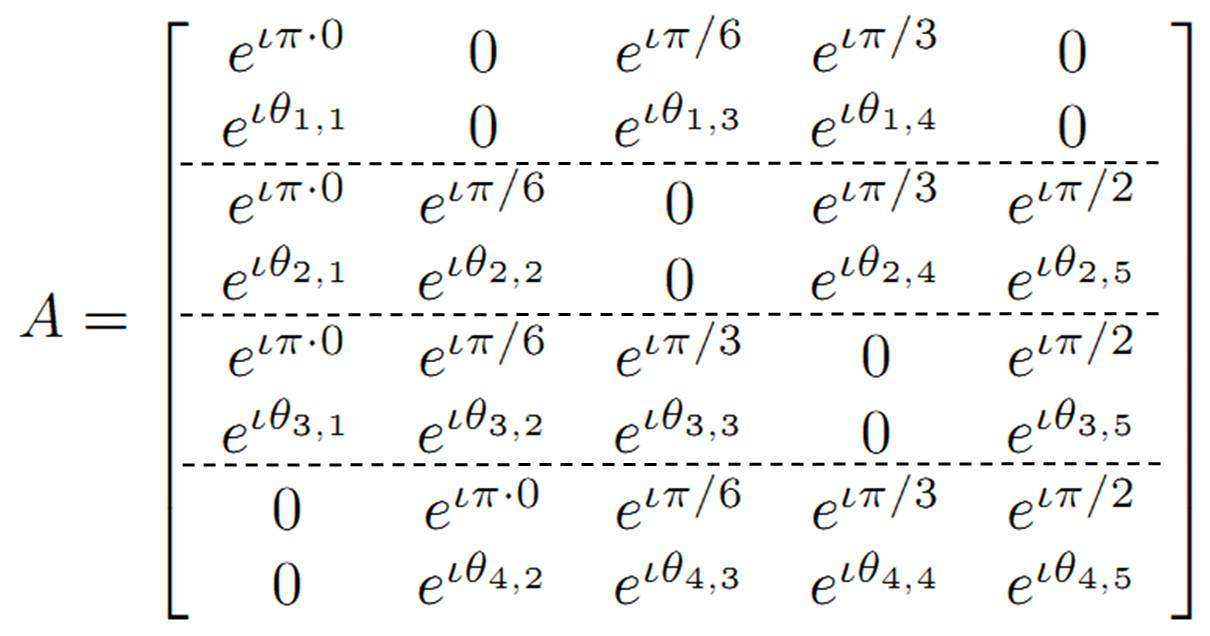 e^{ιπ·0} 0 e^{ιπ/6} e^{ιπ/3} 0
e^{ιθ_{1,1}} 0 e^{ιθ_{1,3}} e^{ιθ_{1,4}} 0
e^{ιπ·0} e^{ιπ/6} 0 e^{ιπ/3} e^{ιπ/2}
e^{ιθ_{2,1}} e^{ιθ_{2,2}} 0 e^{ιθ_{2,4}} e^{ιθ_{2,5}}
A =
e^{ιπ·0} e^{ιπ/6} e^{ιπ/3} 0 e^{ιπ/2}
e^{ιθ_{3,1}} e^{ιθ_{3,2}} e^{ιθ_{3,3}} 0 e^{ιθ_{3,5}}
0 e^{ιπ·0} e^{ιπ/6} e^{ιπ/3} e^{ιπ/2}
0 e^{ιθ_{4,2}} e^{ιθ_{4,3}} e^{ιθ_{4,4}} e^{ιθ_{4,5}}